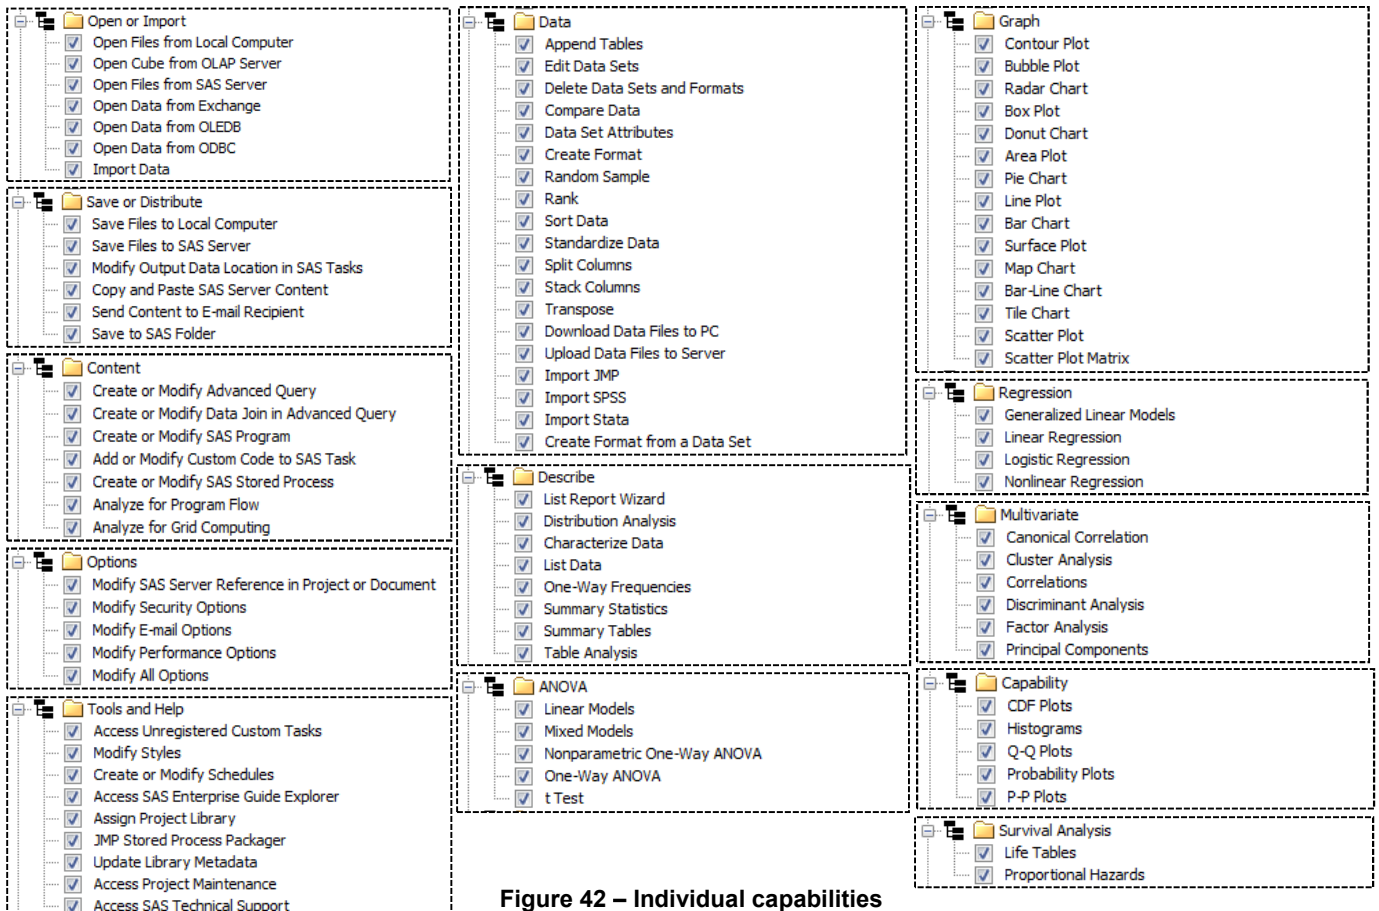 Open or Import
Open Files from Local Computer
Open Cube from OLAP Server
Open Files from SAS Server
Open Data from Exchange
Open Data from OLEDB
Open Data from ODBC
Import Data
Save or Distribute
Save Files to Local Computer
Save Files to SAS Server
Modify Output Data Location in SAS Tasks
Copy and Paste SAS Server Content
Send Content to E-mail Recipient
Save to SAS Folder
Content
Create or Modify Advanced Query
Create or Modify Data Join in Advanced Query
Create or Modify SAS Program
Add or Modify Custom Code to SAS Task
Create or Modify SAS Stored Process
Analyze for Program Flow
Analyze for Grid Computing
Options
Modify SAS Server Reference in Project or Document
Modify Security Options
Modify E-mail Options
Modify Performance Options
Modify All Options
Tools and Help
Access Unregistered Custom Tasks
Modify Styles
Create or Modify Schedules
Access SAS Enterprise Guide Explorer
Assign Project Library
JMP Stored Process Packager
Update Library Metadata
Access Project Maintenance
Access SAS Technical Support
Data
Append Tables
Edit Data Sets
Delete Data Sets and Formats
Compare Data
Data Set Attributes
Create Format
Random Sample
Rank
Sort Data
Standardize Data
Split Columns
Stack Columns
Transpose
Download Data Files to PC
Upload Data Files to Server
Import JMP
Import SPSS
Import Stata
Create Format from a Data Set
Describe
List Report Wizard
Distribution Analysis
Characterize Data
List Data
One-Way Frequencies
Summary Statistics
Summary Tables
Table Analysis
ANOVA
Linear Models
Mixed Models
Nonparametric One-Way ANOVA
One-Way ANOVA
t Test
Graph
Contour Plot
Bubble Plot
Radar Chart
Box Plot
Donut Chart
Area Plot
Pie Chart
Line Plot
Bar Chart
Surface Plot
Map Chart
Bar-Line Chart
Tile Chart
Scatter Plot
Scatter Plot Matrix
Regression
Generalized Linear Models
Linear Regression
Logistic Regression
Nonlinear Regression
Multivariate
Canonical Correlation
Cluster Analysis
Correlations
Discriminant Analysis
Factor Analysis
Principal Components
Capability
CDF Plots
Histograms
Q-Q Plots
Probability Plots
P-P Plots
Survival Analysis
Life Tables
Proportional Hazards
Figure 42 – Individual capabilities